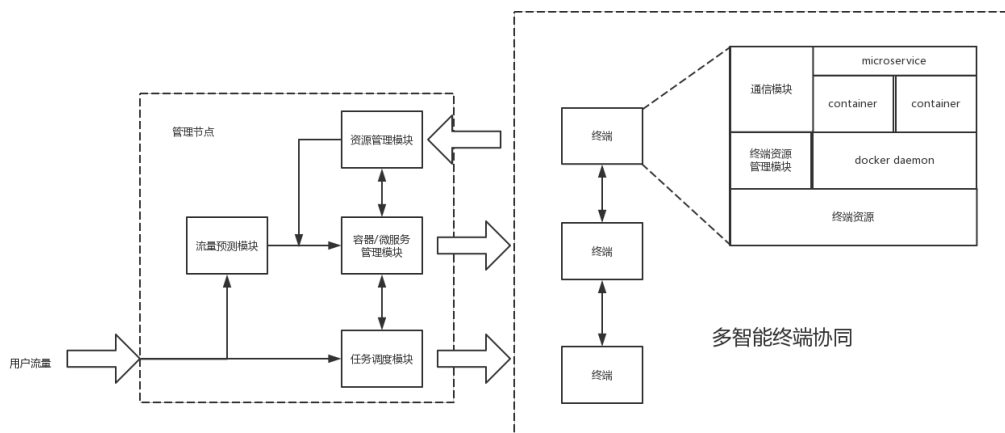 管理节点
资源管理模块
流量预测模块
容器/微服务
管理模块
任务调度模块
用户流量
终端
终端
终端
通信模块
microservice
container
container
终端资源
管理模块
docker daemon
终端资源
多智能终端协同